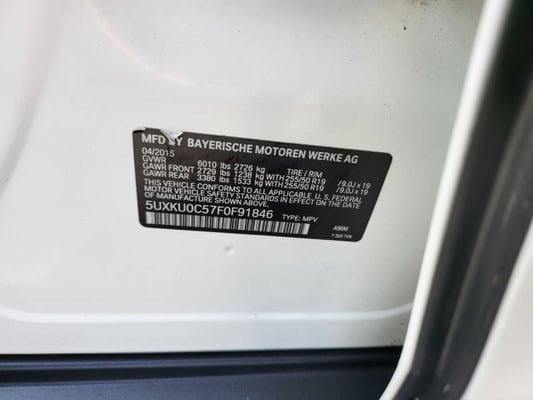 MFD BY BAYERISCHE MOTOREN WERKE AG
04/2015
GVWR 6010 lbs 2726 kg TIRE / RIM
GAWR FRONT 2729 lbs 1238 kg WITH 255/50 R19 / 9.0J x 19
GAWR REAR 3380 lbs 1533 kg WITH 255/50 R19 / 9.0J x 19
THIS VEHICLE CONFORMS TO ALL APPLICABLE U. S. FEDERAL
MOTOR VEHICLE SAFETY STANDARDS IN EFFECT ON THE
DATE OF MANUFACTURE SHOWN ABOVE.
5UXKU0C57F0F91846 TYPE: MPV A96M